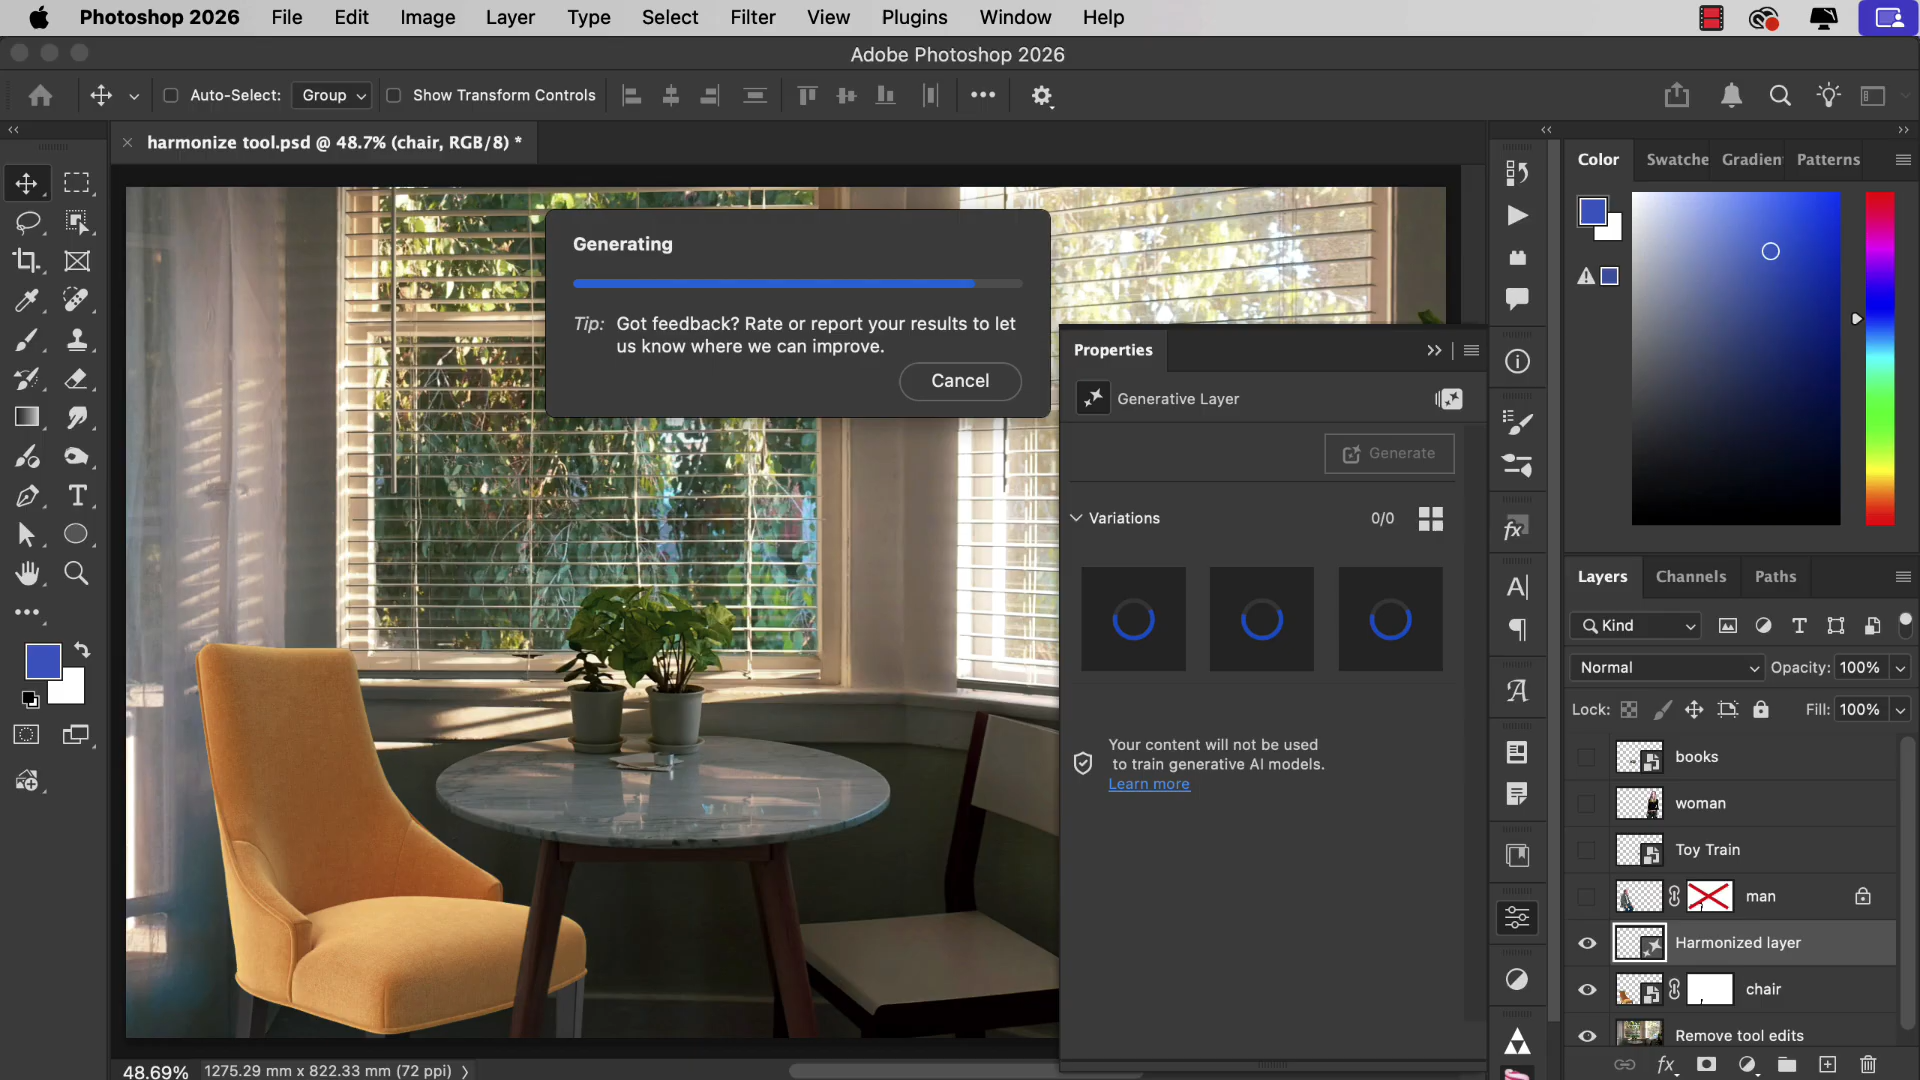 Photoshop 2026 File Edit Image Layer Type Select Filter View Plugins Window Help
Adobe Photoshop 2026
Auto-Select: Group Show Transform Controls
harmonize tool.psd @ 48.7% (chair, RGB/8) *
Color Swatche Gradien Patterns
Generating
Tip: Got feedback? Rate or report your results to let
us know where we can improve.
Cancel
Properties
Generative Layer
Generate
Variations 0/0
Your content will not be used
to train generative AI models.
Learn more
Layers Channels Paths
Kind
Normal Opacity: 100%
Lock: Fill: 100%
books
woman
Toy Train
man
Harmonized layer
chair
Remove tool edits
48.69% 1275.29 mm x 822.33 mm (72 ppi)